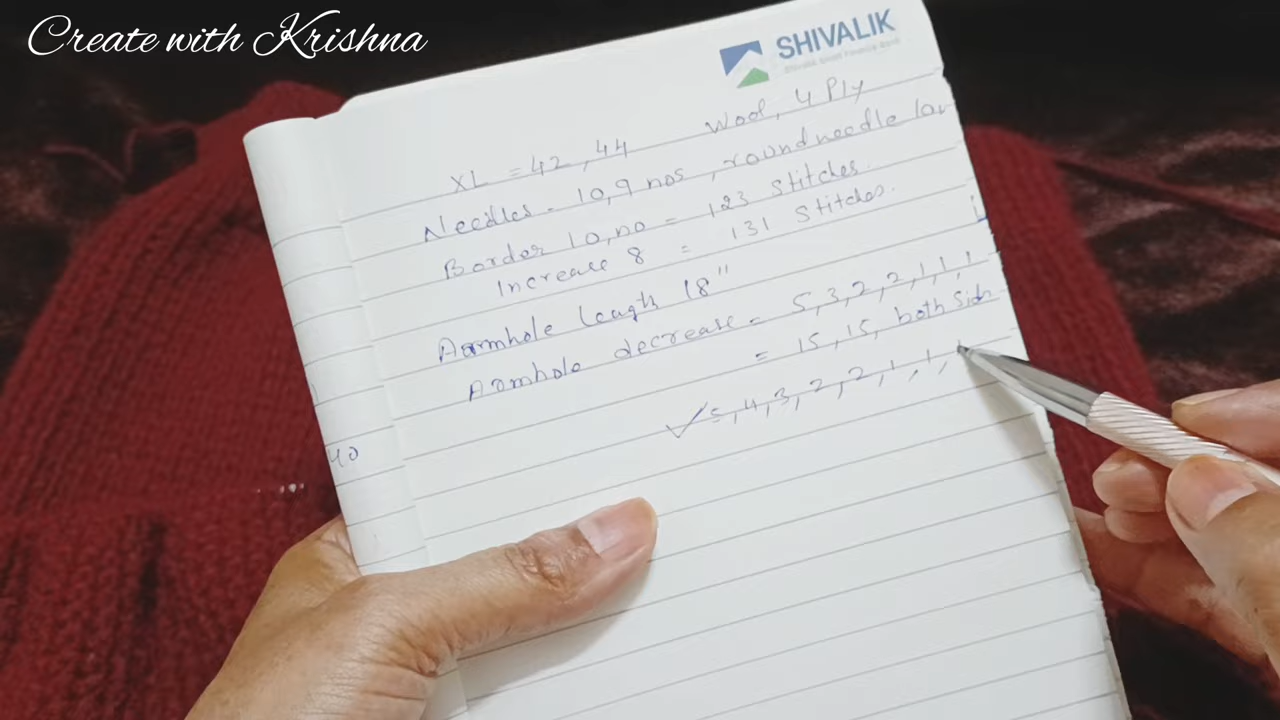 Create with Krishna
SHIVALIK
Wool, 4 Ply
XL = 42, 44
Needles - 10, 9 nos, round needle
Border 10, no = 123 stitches.
Increase 8 = 131 stitches.
Armhole length 18"
Armhole decrease - 5, 3, 2, 2, 1, 1, 1
= 15, 15, both side
✓ 5, 4, 3, 2, 2, 1, 1, 1
40